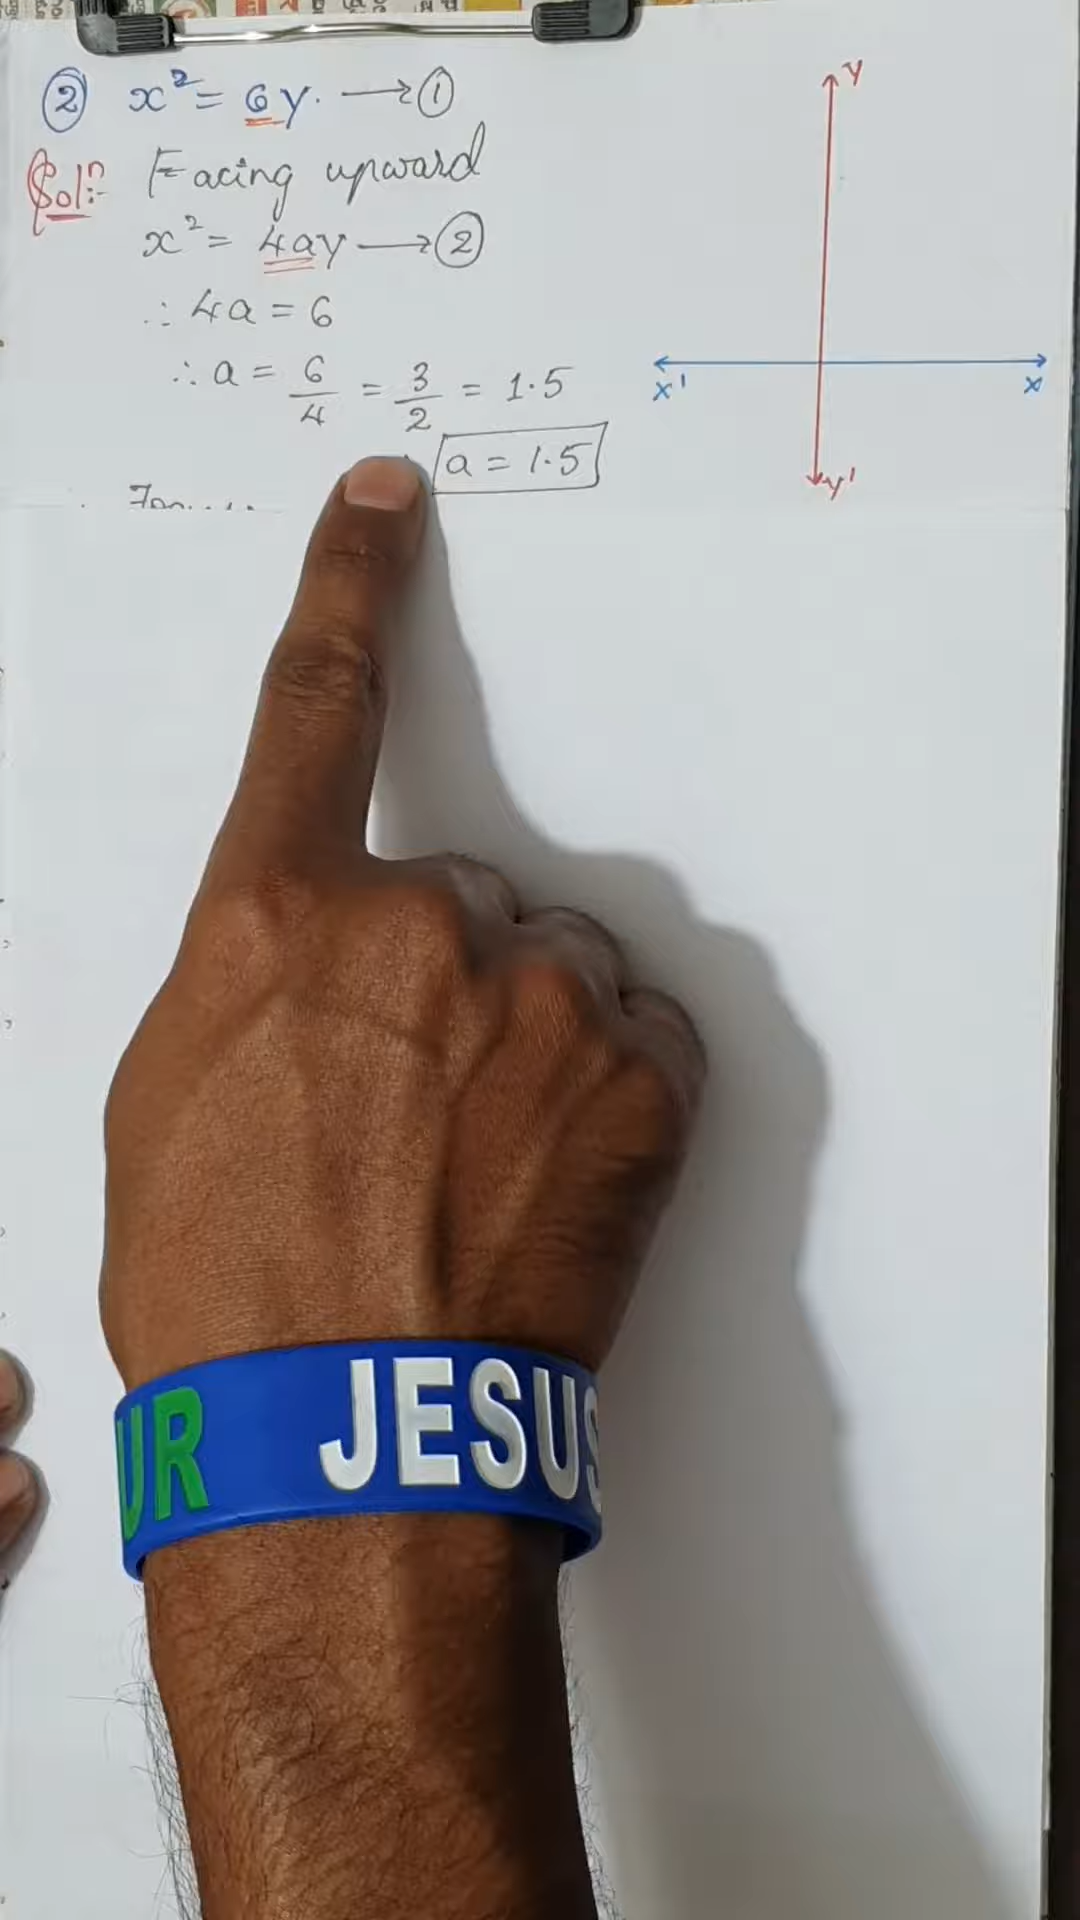 ② x² = 6y. → ①
Solⁿ:- Facing upward
x² = 4ay → ②
∴ 4a = 6
∴ a = 6/4 = 3/2 = 1.5
a = 1.5
Y
X' X
Y'
UR JESUS